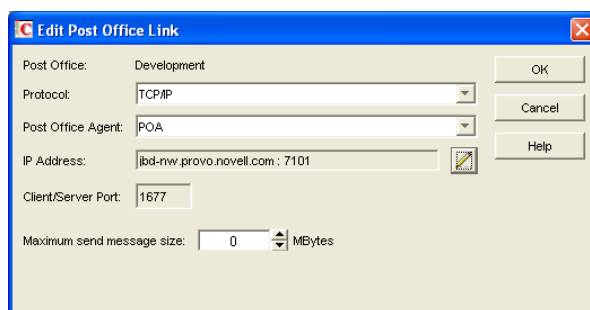 Edit Post Office Link
Post Office: Development
OK
Protocol: TCP/IP
Cancel
Post Office Agent: POA
Help
IP Address: jbd-nw.provo.novell.com : 7101
Client/Server Port: 1677
Maximum send message size: 0 MBytes